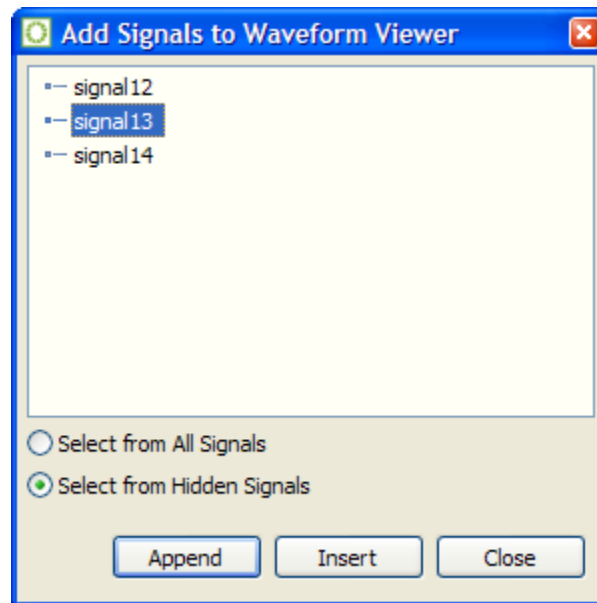 Add Signals to Waveform Viewer
signal12
signal13
signal14
Select from All Signals
Select from Hidden Signals
Append Insert Close